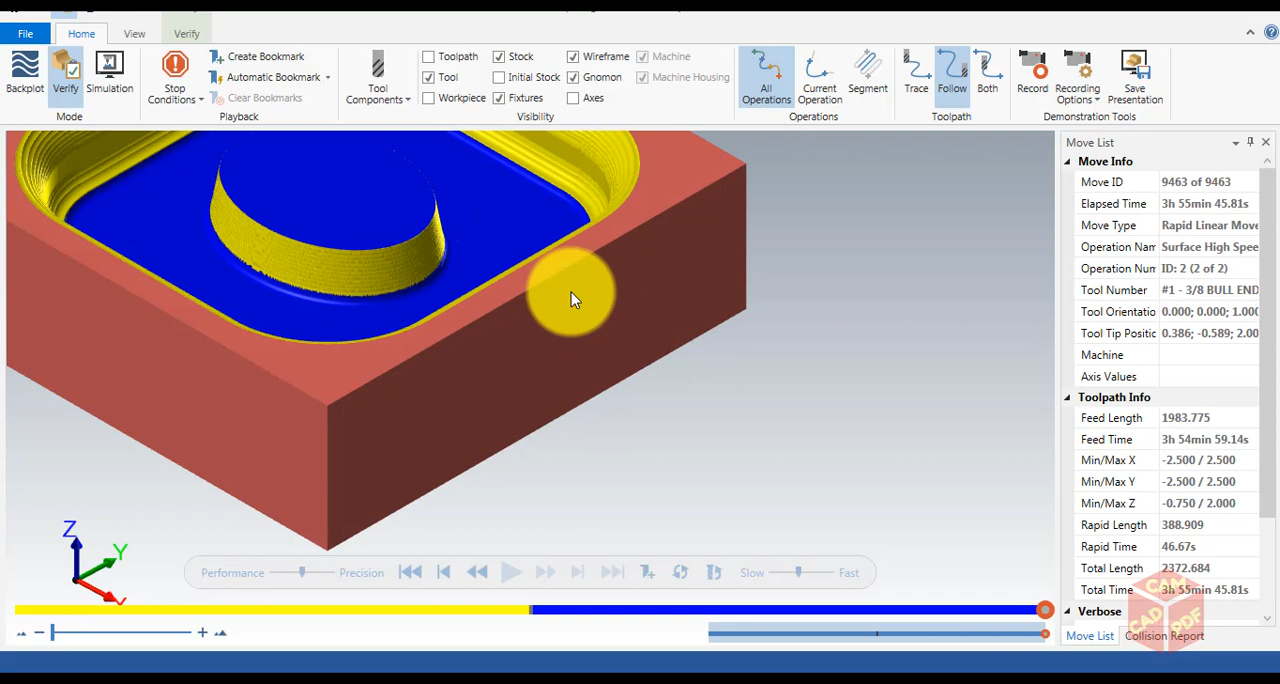 File Home View Verify
Backplot Verify Simulation
Mode
Stop Conditions
Create Bookmark
Automatic Bookmark
Clear Bookmarks
Playback
Tool Components
Toolpath Stock Wireframe Machine
Tool Initial Stock Gnomon Machine Housing
Workpiece Fixtures Axes
Visibility
All Operations
Current Operation
Segment
Operations
Trace Follow Both
Toolpath
Record
Recording Options
Save Presentation
Demonstration Tools
Move List
Move Info
Move ID 9463 of 9463
Elapsed Time 3h 55min 45.81s
Move Type Rapid Linear Move
Operation Nam Surface High Spee
Operation Num ID: 2 (2 of 2)
Tool Number #1 - 3/8 BULL END
Tool Orientatio 0.000; 0.000; 1.000
Tool Tip Positic 0.386; -0.589; 2.00
Machine
Axis Values
Toolpath Info
Feed Length 1983.775
Feed Time 3h 54min 59.14s
Min/Max X -2.500 / 2.500
Min/Max Y -2.500 / 2.500
Min/Max Z -0.750 / 2.000
Rapid Length 388.909
Rapid Time 46.67s
Total Length 2372.684
Total Time 3h 55min 45.81s
Verbose
Move List Collision Report
Z
Y
Performance Precision Slow Fast
CAM
CAD
PDF